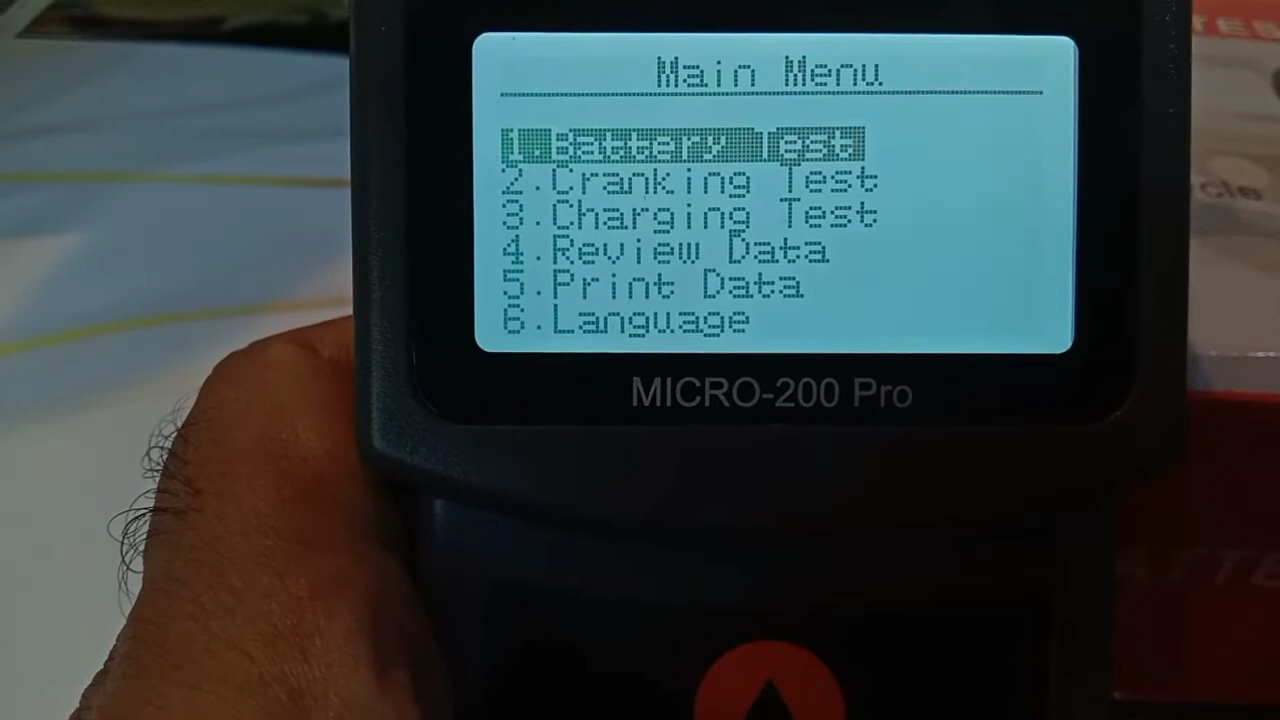 Main Menu
1.Battery Test
2.Cranking Test
3.Charging Test
4.Review Data
5.Print Data
6.Language
MICRO-200 Pro